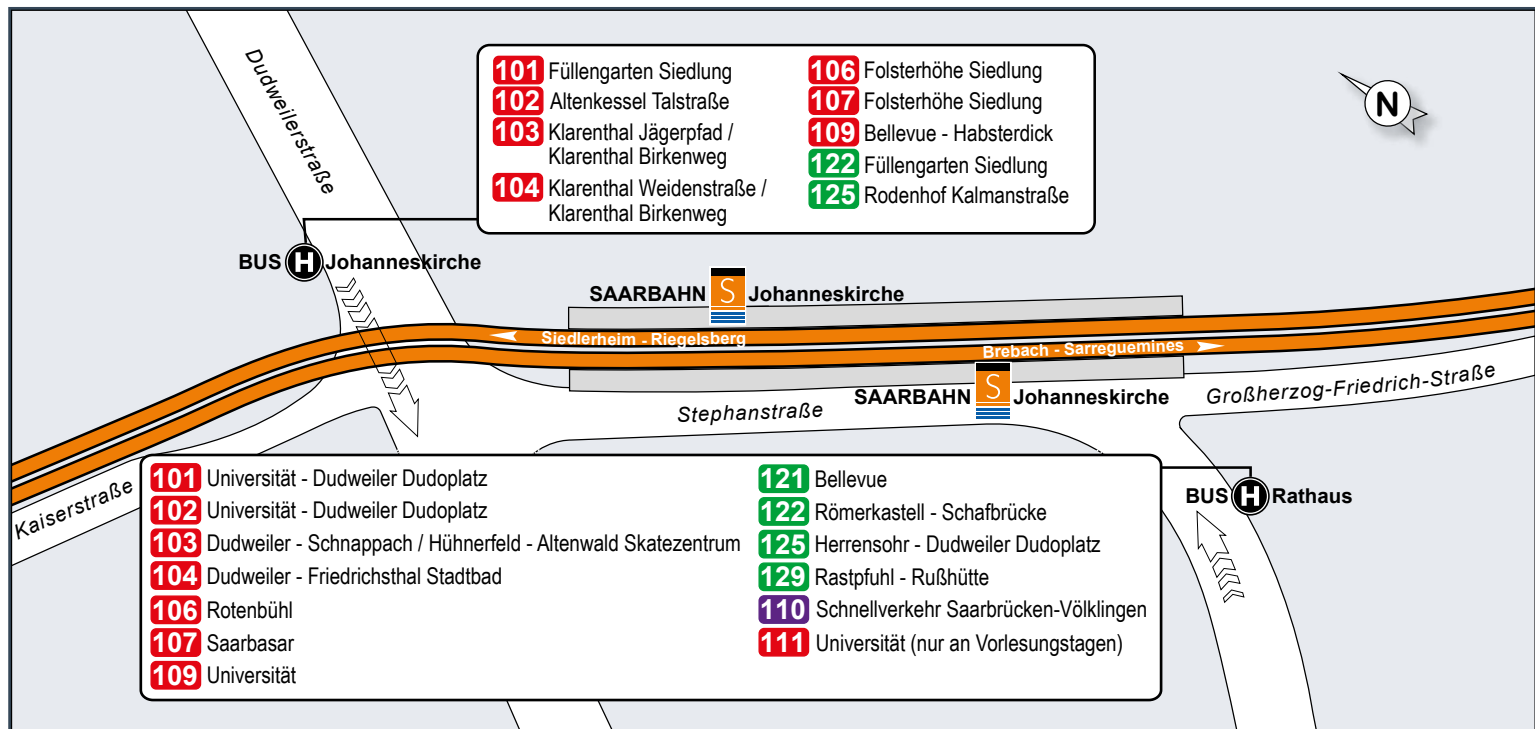 Dudweilerstraße
101 Füllengarten Siedlung
102 Altenkessel Talstraße
103 Klarenthal Jägerpfad /
Klarenthal Birkenweg
104 Klarenthal Weidenstraße /
Klarenthal Birkenweg
106 Folsterhöhe Siedlung
107 Folsterhöhe Siedlung
109 Bellevue - Habsterdick
122 Füllengarten Siedlung
125 Rodenhof Kalmanstraße
N
BUS H Johanneskirche
SAARBAHN S Johanneskirche
Siedlerheim - Riegelsberg
Brebach - Sarreguemines
SAARBAHN S Johanneskirche
Stephanstraße
Großherzog-Friedrich-Straße
Kaiserstraße
101 Universität - Dudweiler Dudoplatz
102 Universität - Dudweiler Dudoplatz
103 Dudweiler - Schnappach / Hühnerfeld - Altenwald Skatezentrum
104 Dudweiler - Friedrichsthal Stadtbad
106 Rotenbühl
107 Saarbasar
109 Universität
121 Bellevue
122 Römerkastell - Schafbrücke
125 Herrensohr - Dudweiler Dudoplatz
129 Rastpfuhl - Rußhütte
110 Schnellverkehr Saarbrücken-Völklingen
111 Universität (nur an Vorlesungstagen)
BUS H Rathaus